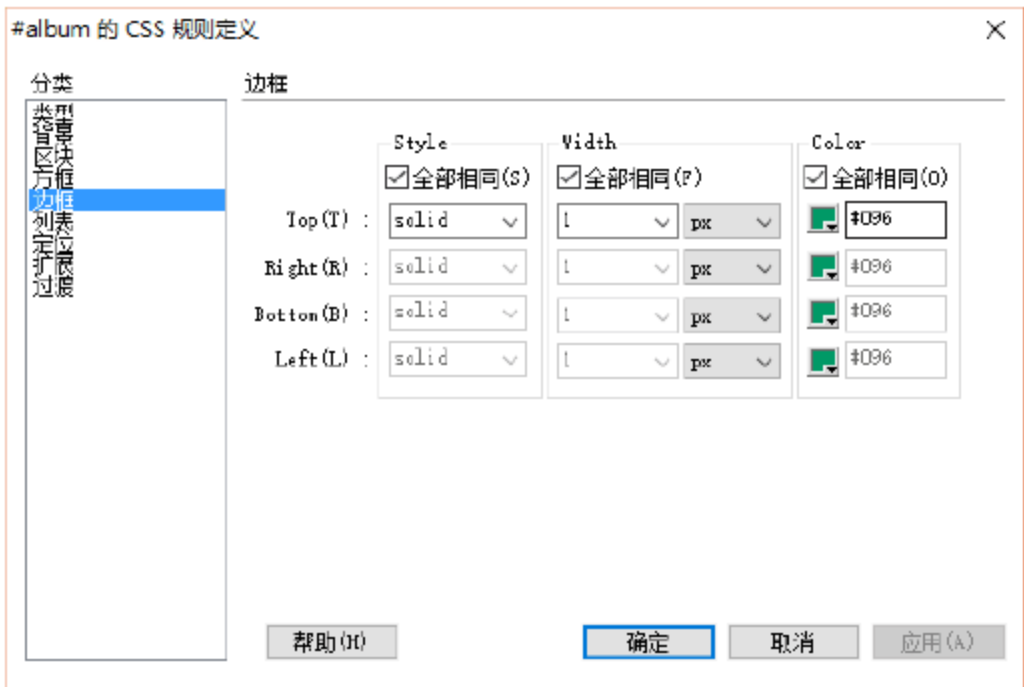 #album 的 CSS 规则定义
分类
类型
背景
区块
方框
边框
列表
定位
扩展
过渡
边框
Style Width Color
全部相同(S) 全部相同(F) 全部相同(O)
Top(T) : solid 1 px #096
Right(R) : solid 1 px #096
Bottom(B) : solid 1 px #096
Left(L) : solid 1 px #096
帮助(H) 确定 取消 应用(A)